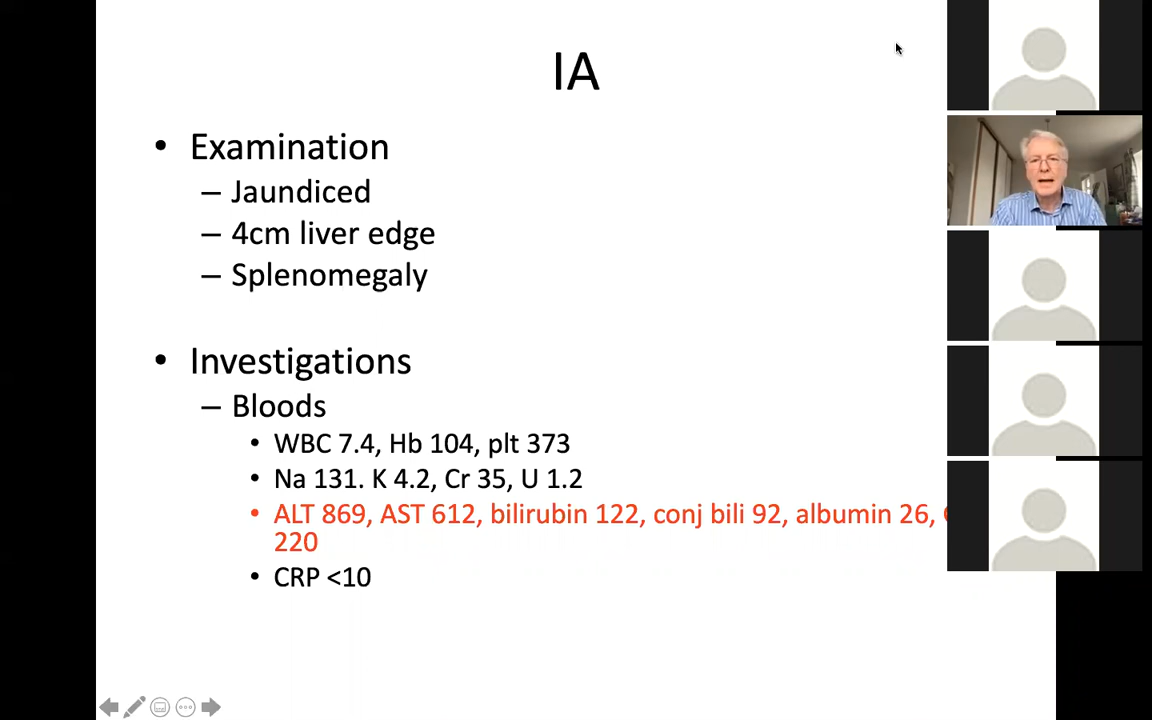 IA
• Examination
– Jaundiced
– 4cm liver edge
– Splenomegaly
• Investigations
– Bloods
• WBC 7.4, Hb 104, plt 373
• Na 131. K 4.2, Cr 35, U 1.2
• ALT 869, AST 612, bilirubin 122, conj bili 92, albumin 26,
220
• CRP <10